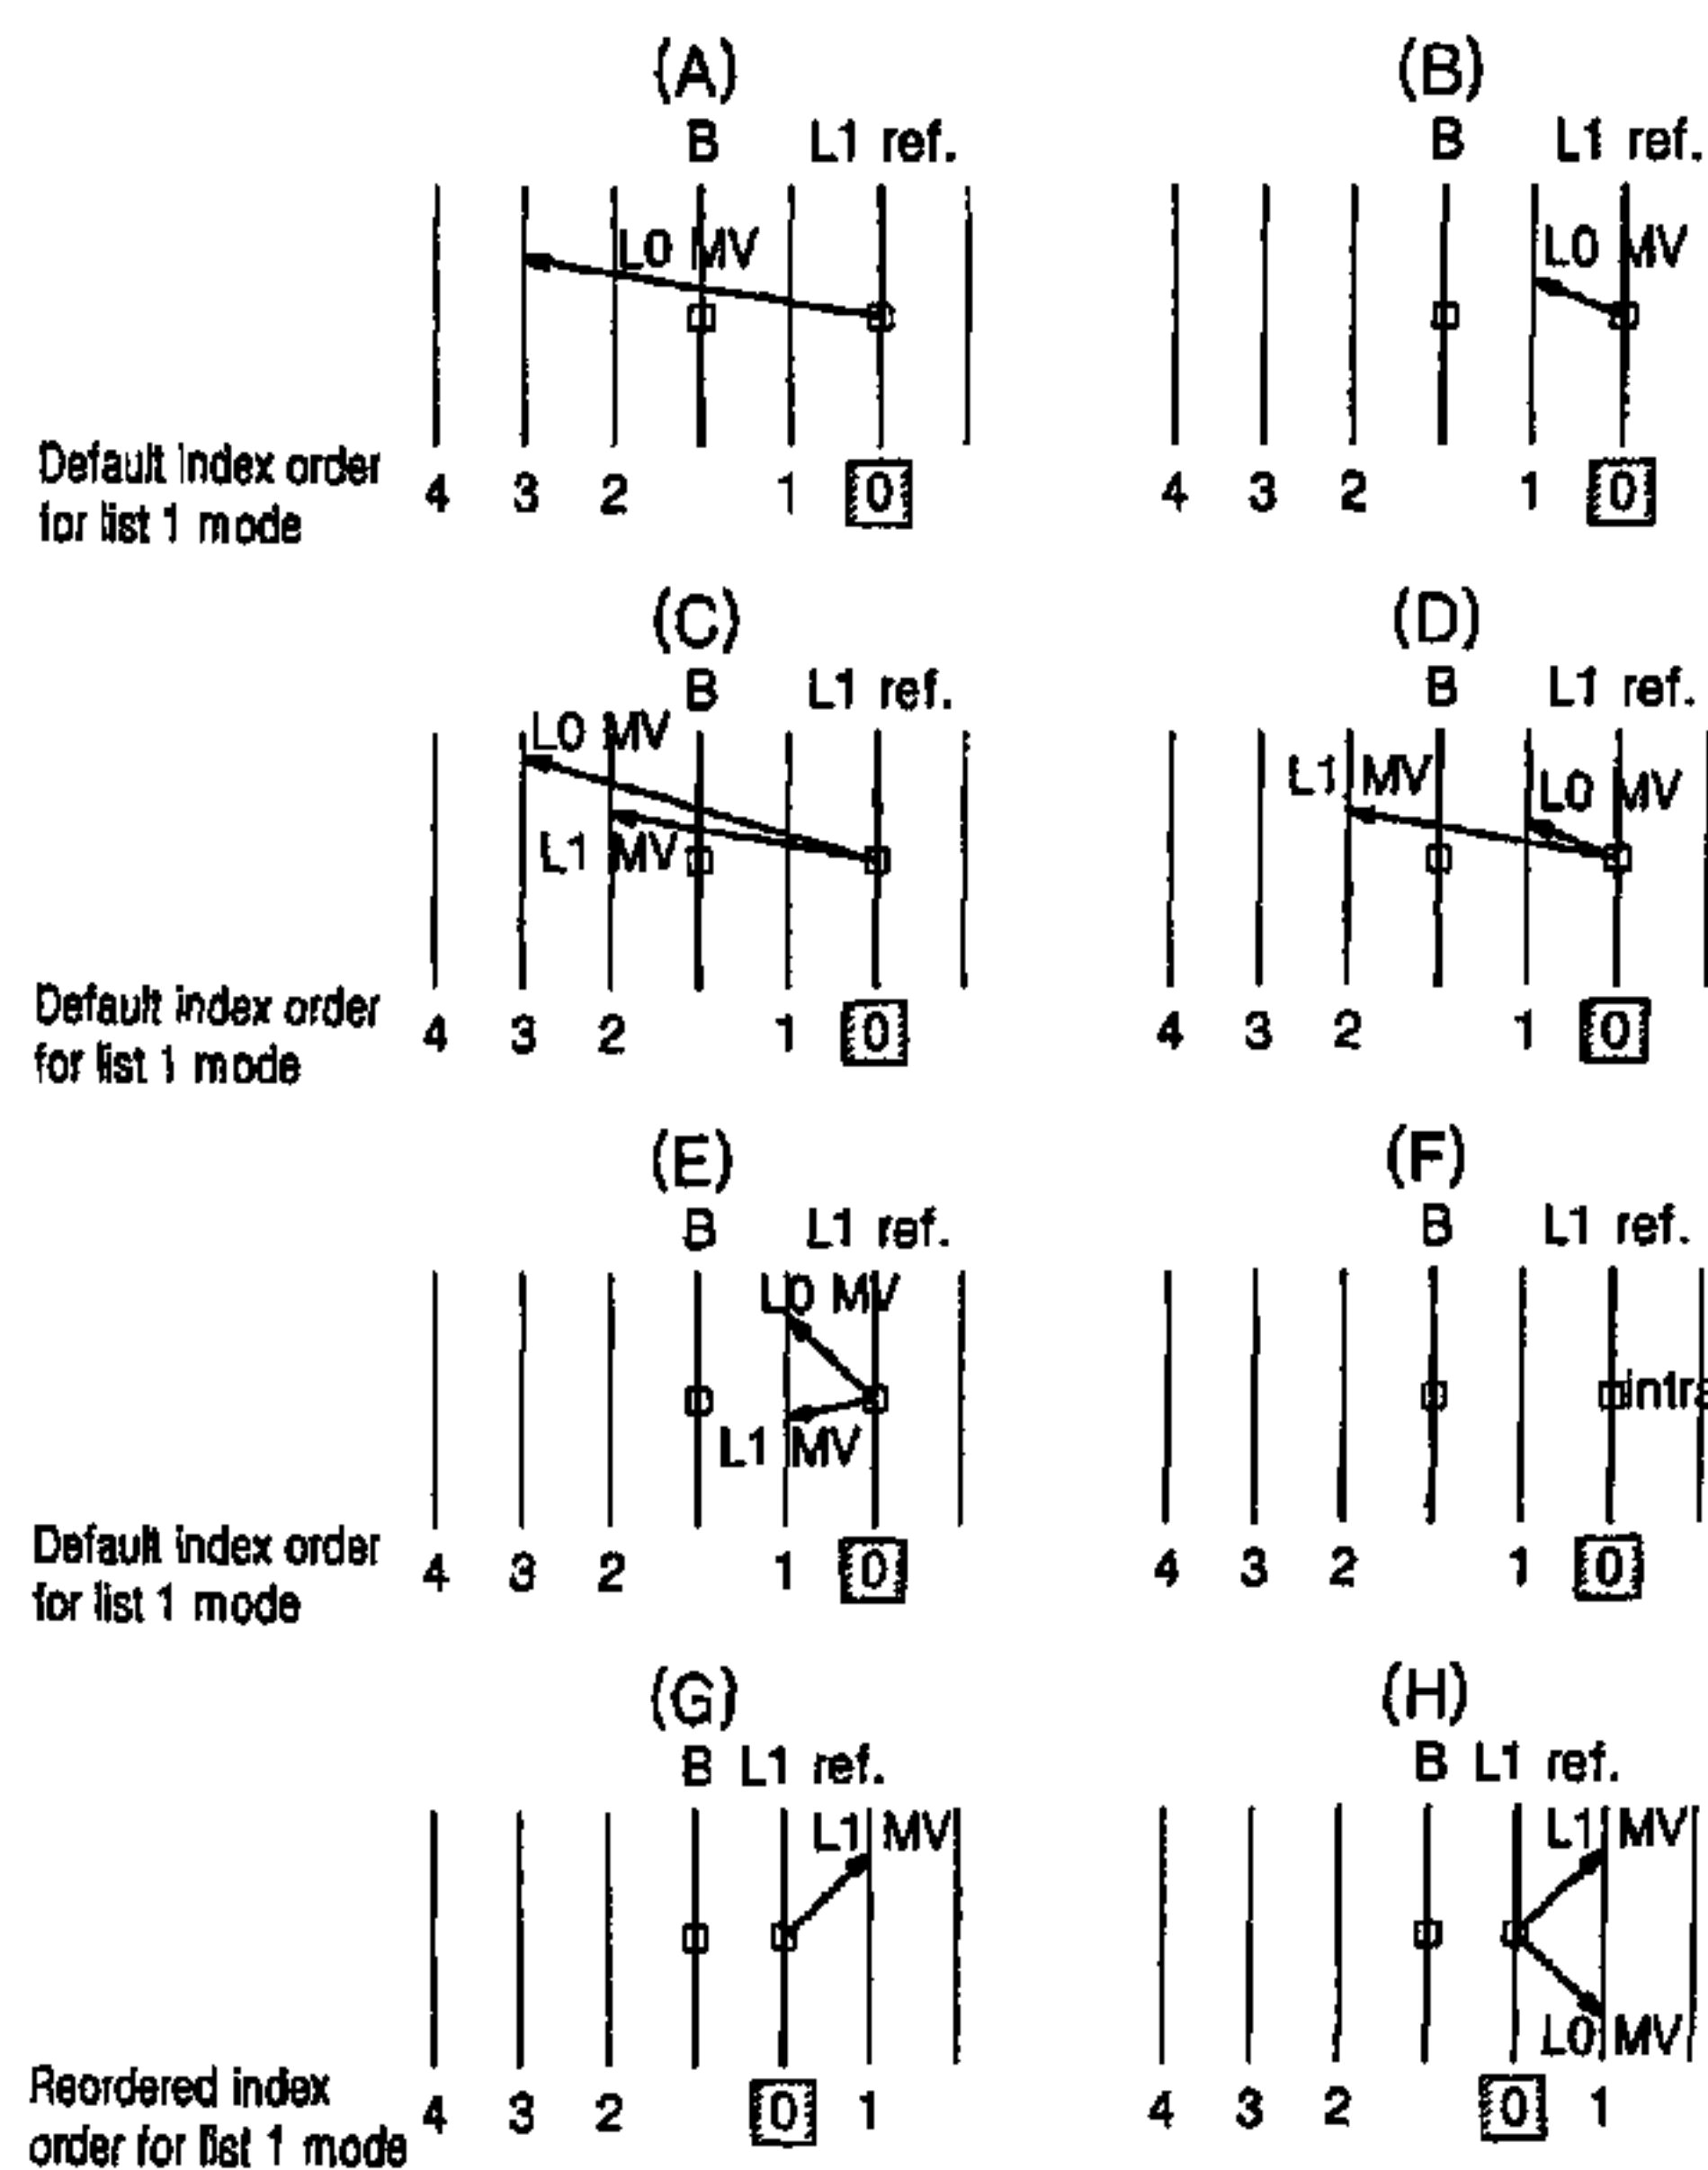 (A) (B)
B L1 ref. B L1 ref.
L0 MV L0 MV
Default index order
for list 1 mode
4 3 2 1 0 4 3 2 1 0
(C) (D)
B L1 ref. B L1 ref.
L0 MV
L1 MV L0 MV
L1 MV
Default index order
for list 1 mode
4 3 2 1 0 4 3 2 1 0
(E) (F)
B L1 ref. B L1 ref.
L0 MV
intra
L1 MV
Default index order
for list 1 mode
4 3 2 1 0 4 3 2 1 0
(G) (H)
B L1 ref. B L1 ref.
L1 MV L1 MV
L0 MV
Reordered index
order for list 1 mode
4 3 2 0 1 4 3 2 0 1